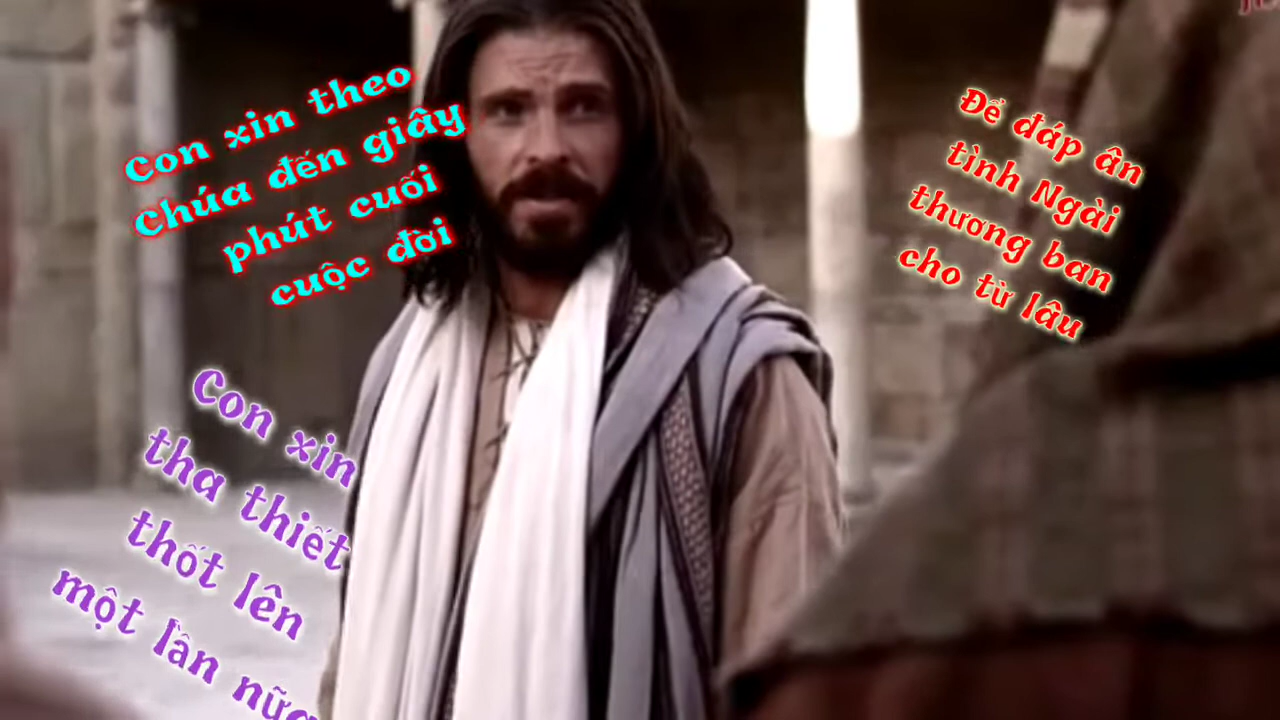 Con xin theo
Chúa đến giây
phút cuối
cuộc đời
Để đáp ân
tình Ngài
thương ban
cho từ lâu
Con xin
tha thiết
thốt lên
một lần nữa